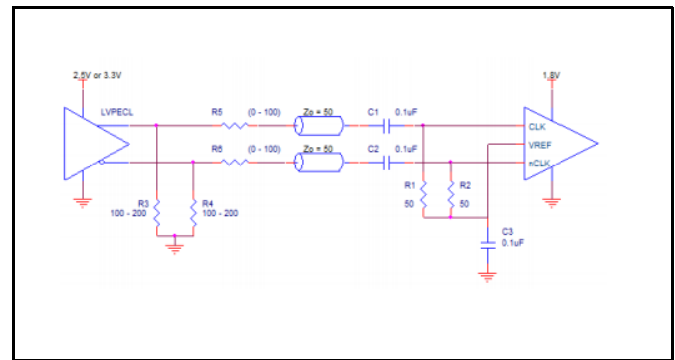 2.5V or 3.3V
1.8V
LVPECL
R5 (0 - 100) Zo = 50 C1 0.1uF
CLK
VREF
R6 (0 - 100) Zo = 50 C2 0.1uF
nCLK
R1
50
R2
50
R3
100 - 200
R4
100 - 200
C3
0.1uF